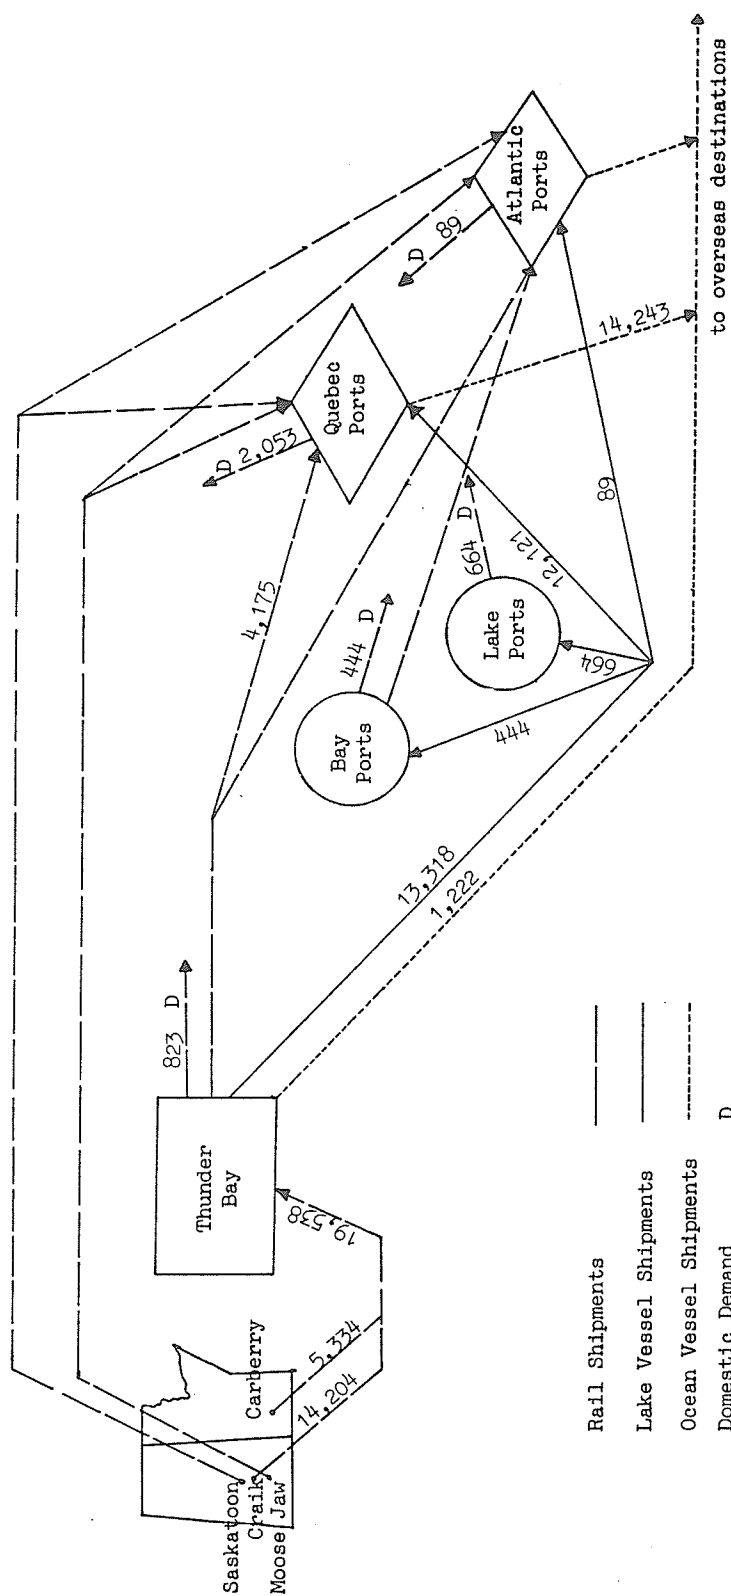 Saskatoon
Craik
Moose Jaw
Carberry
14,204
5,334
19,538
Thunder
Bay
823 D
13,318
1,222
4,175
Bay
Ports
444 D
444
Lake
Ports
664 D
664
12,121
89
Quebec
Ports
D 2,053
14,243
Atlantic
Ports
D 89
to overseas destinations
Rail Shipments
Lake Vessel Shipments
Ocean Vessel Shipments
Domestic Demand D